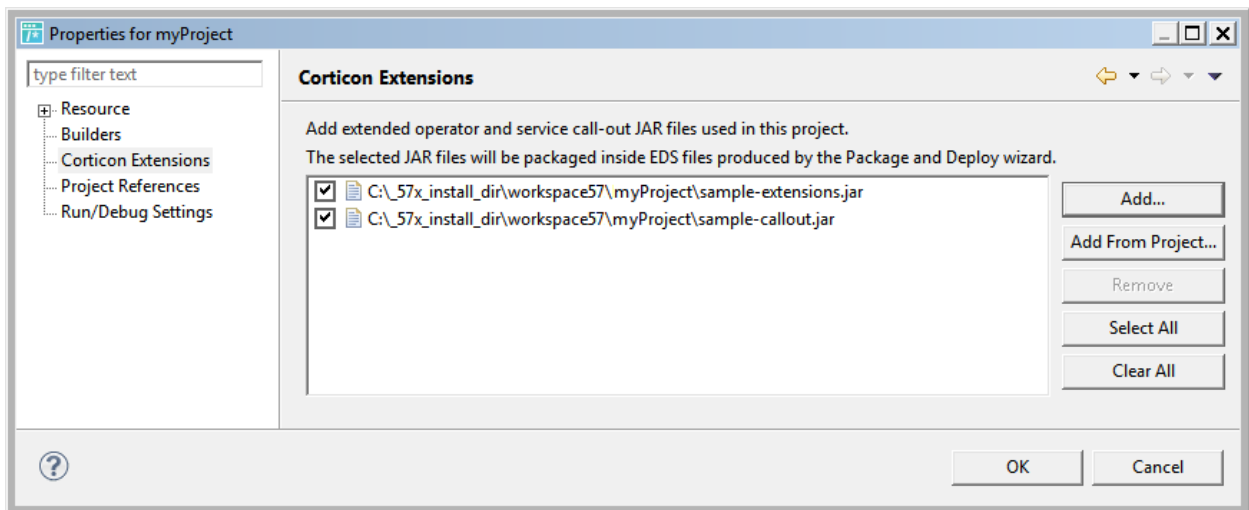 Properties for myProject
type filter text
Resource
Builders
Corticon Extensions
Project References
Run/Debug Settings
Corticon Extensions
Add extended operator and service call-out JAR files used in this project.
The selected JAR files will be packaged inside EDS files produced by the Package and Deploy wizard.
C:\_57x_install_dir\workspace57\myProject\sample-extensions.jar
C:\_57x_install_dir\workspace57\myProject\sample-callout.jar
Add...
Add From Project...
Remove
Select All
Clear All
?
OK
Cancel